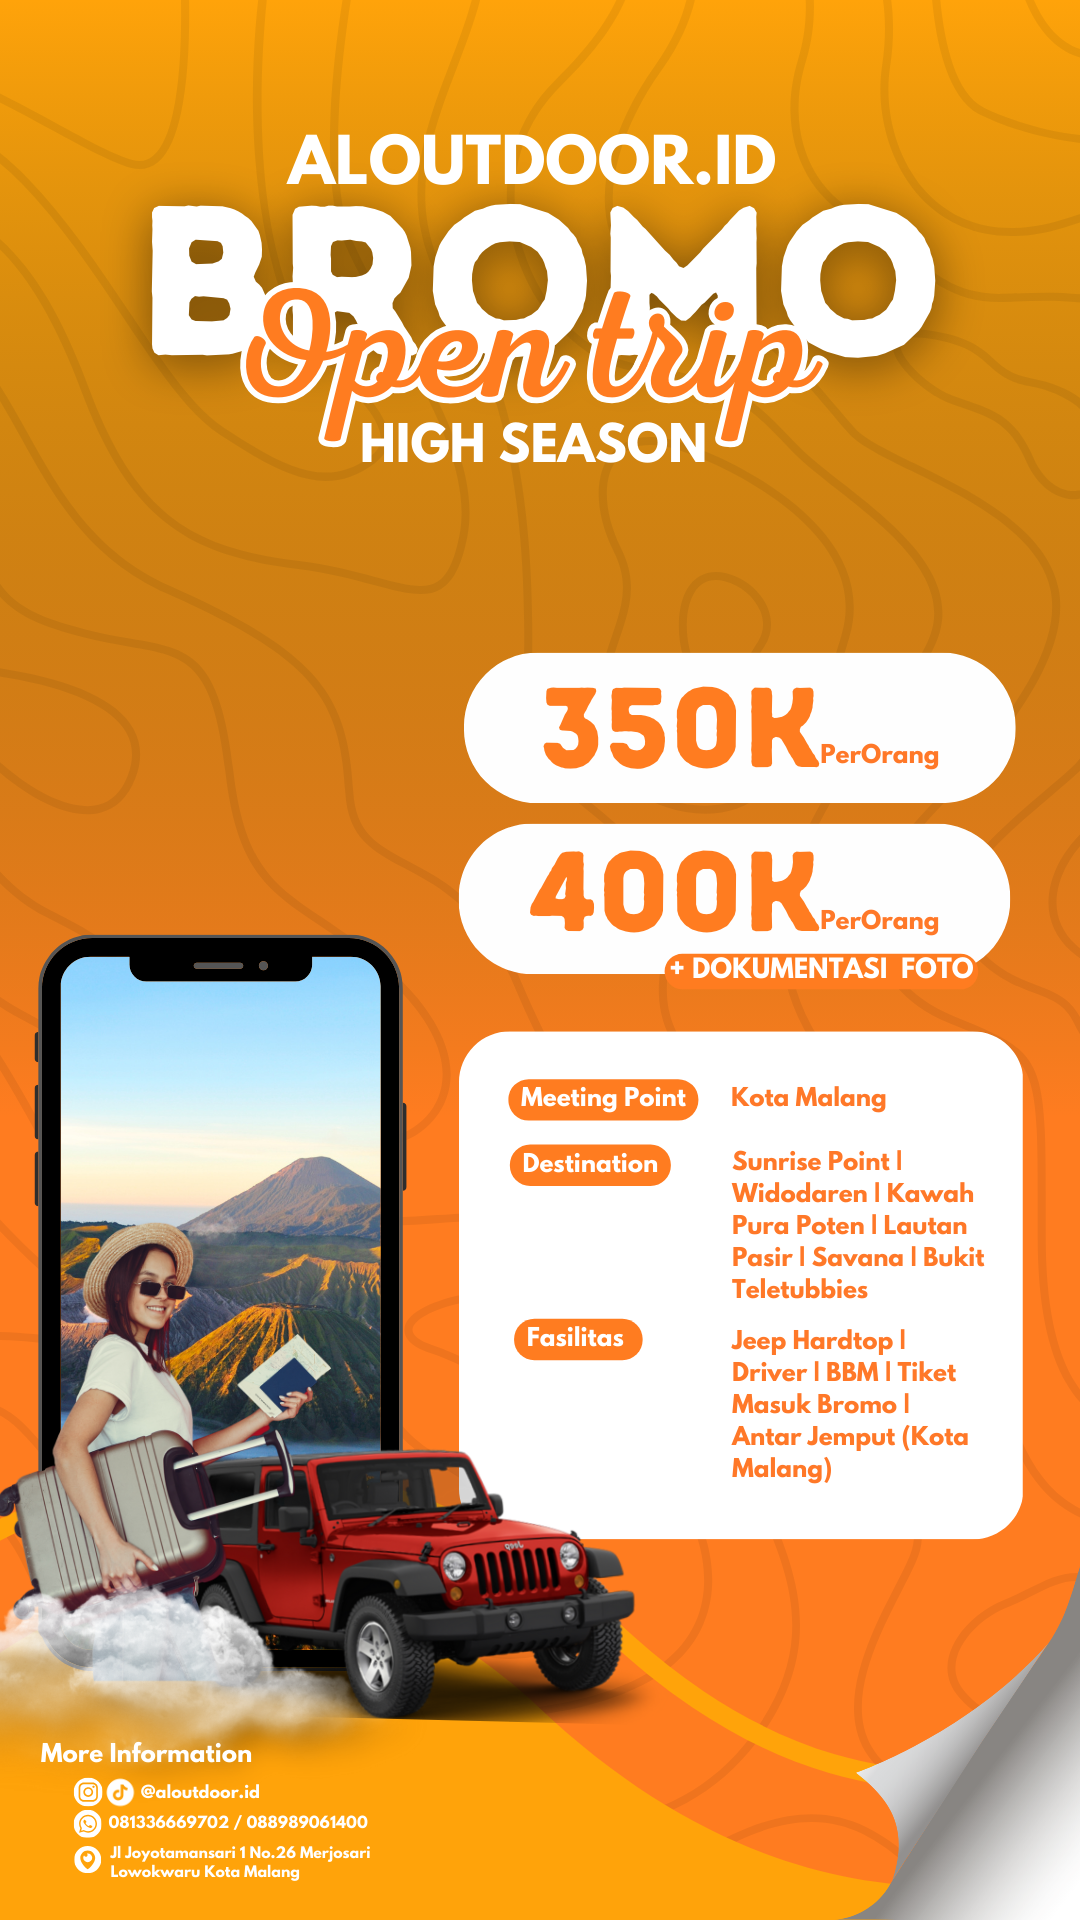 ALOUTDOOR.ID
BROMO
Open trip
HIGH SEASON
350K PerOrang
400K PerOrang
+ DOKUMENTASI FOTO
Meeting Point
Kota Malang
Destination
Sunrise Point |
Widodaren | Kawah
Pura Poten | Lautan
Pasir | Savana | Bukit
Teletubbies
Fasilitas
Jeep Hardtop |
Driver | BBM | Tiket
Masuk Bromo |
Antar Jemput (Kota
Malang)
Jeep
More Information
@aloutdoor.id
081336669702 / 088989061400
Jl Joyotamansari 1 No.26 Merjosari
Lowokwaru Kota Malang